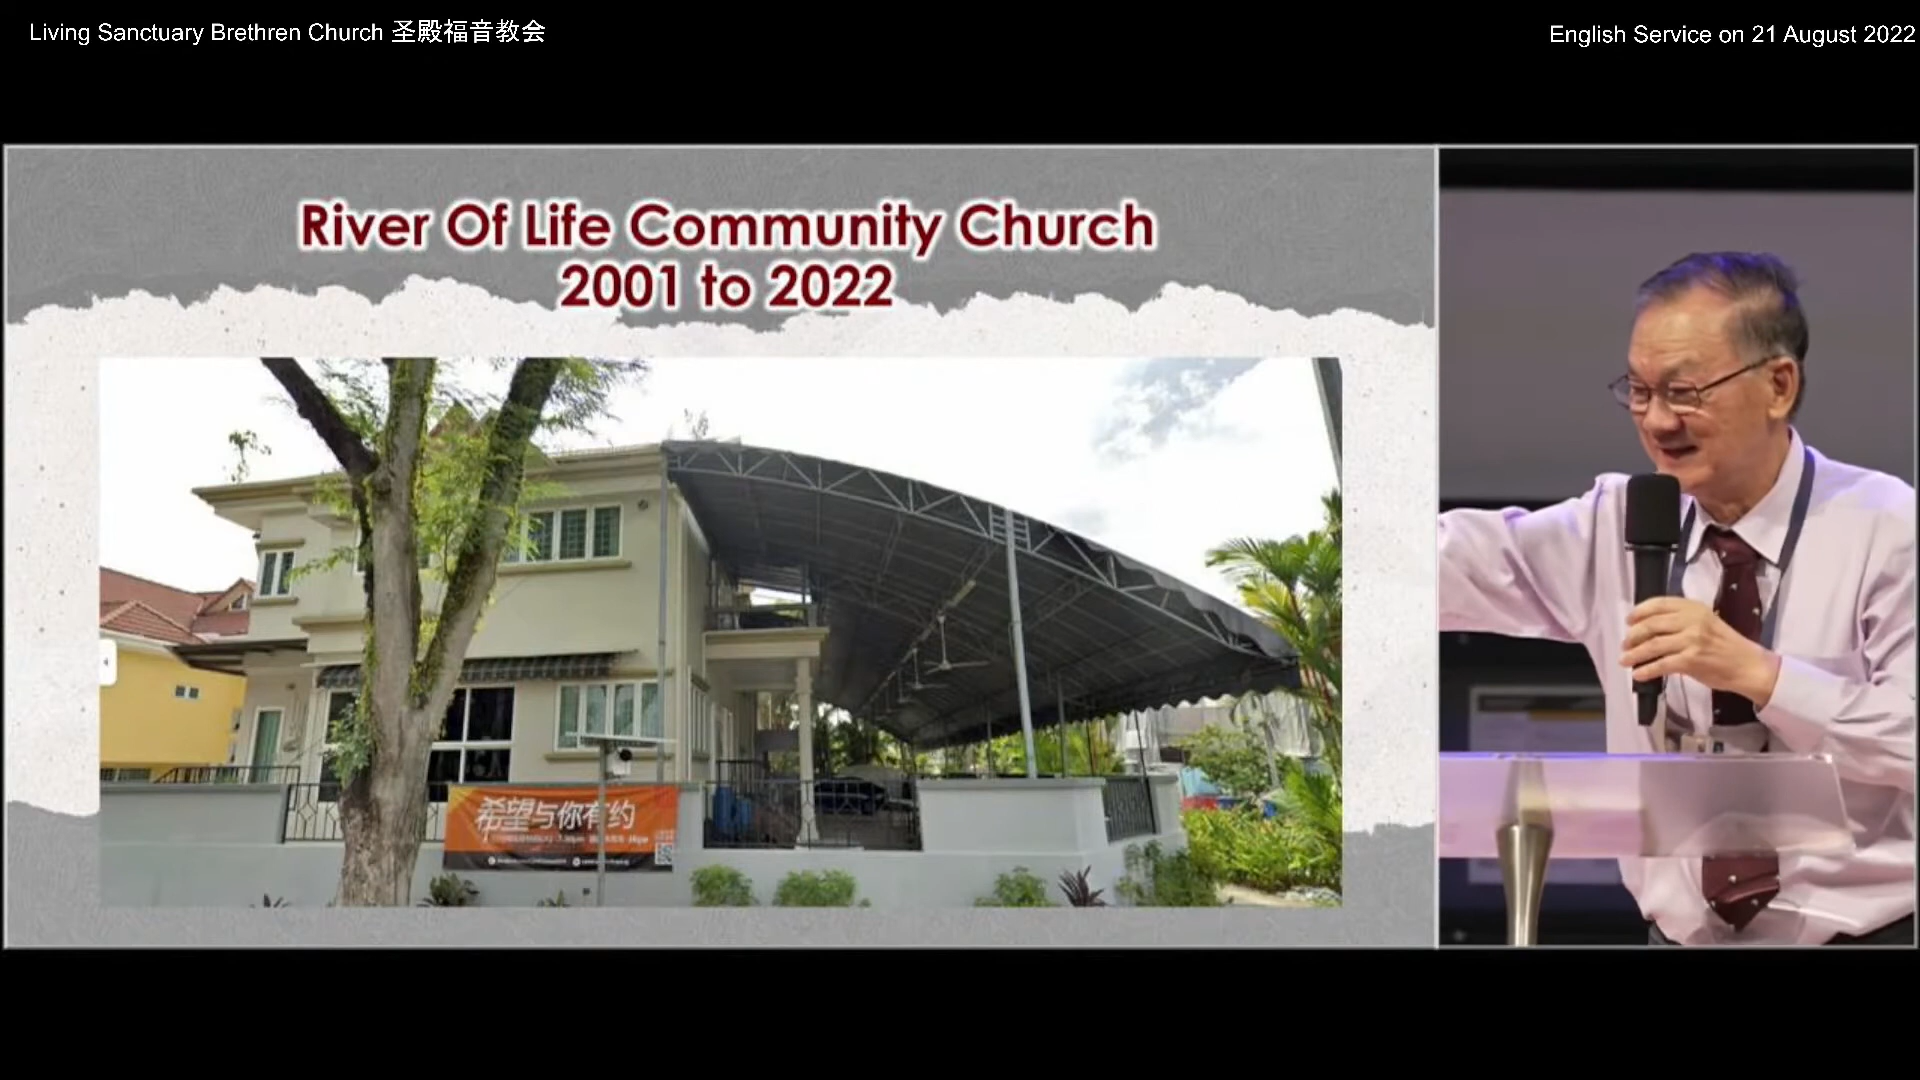 Living Sanctuary Brethren Church 圣殿福音教会
English Service on 21 August 2022
River Of Life Community Church
2001 to 2022
希望与你有约